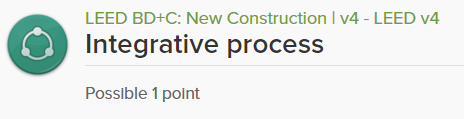 LEED BD+C: New Construction | v4 - LEED v4
Integrative process
Possible 1 point